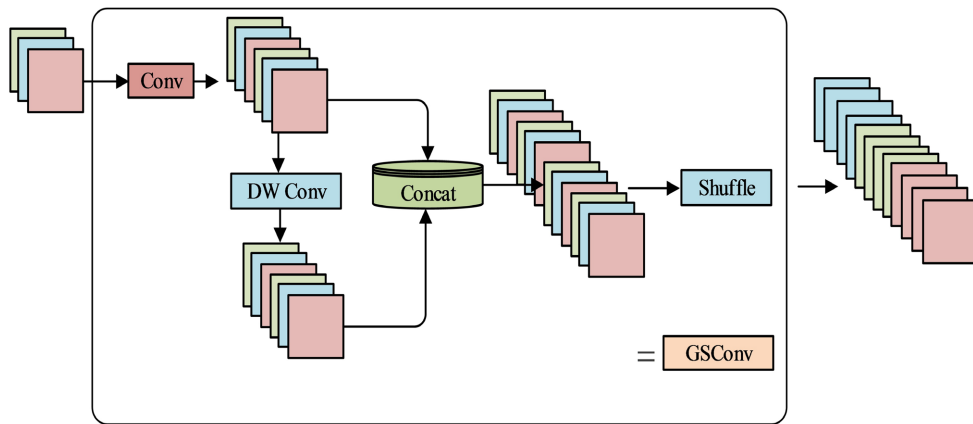 Conv
DW Conv
Concat
Shuffle
= GSConv